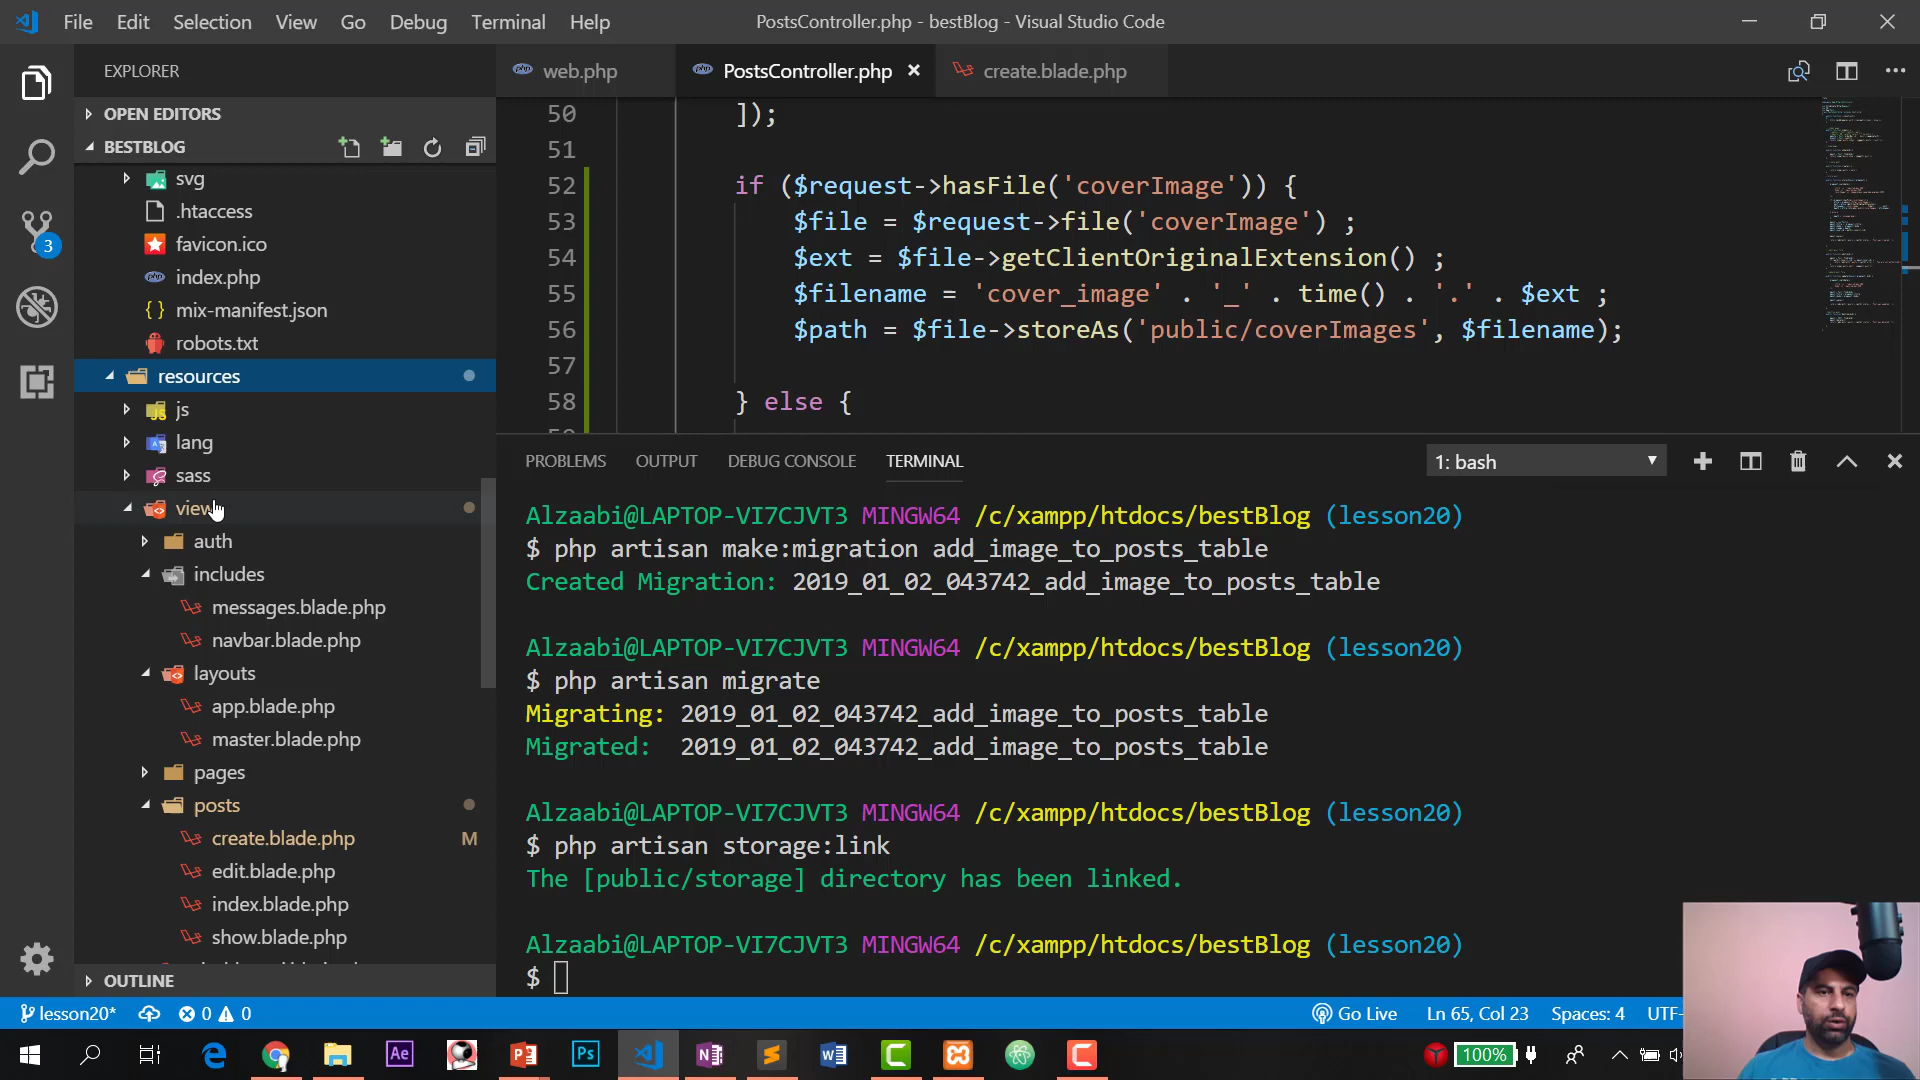 File Edit Selection View Go Debug Terminal Help
PostsController.php - bestBlog - Visual Studio Code
EXPLORER
OPEN EDITORS
BESTBLOG
svg
.htaccess
favicon.ico
index.php
mix-manifest.json
robots.txt
resources
js
lang
sass
view
auth
includes
messages.blade.php
navbar.blade.php
layouts
app.blade.php
master.blade.php
pages
posts
create.blade.php M
edit.blade.php
index.blade.php
show.blade.php
OUTLINE
3
web.php
PostsController.php
create.blade.php
50 ]);
51
52 if ($request->hasFile('coverImage')) {
53 $file = $request->file('coverImage') ;
54 $ext = $file->getClientOriginalExtension() ;
55 $filename = 'cover_image' . '_' . time() . '.' . $ext ;
56 $path = $file->storeAs('public/coverImages', $filename);
57
58 } else {
PROBLEMS OUTPUT DEBUG CONSOLE TERMINAL
1: bash
Alzaabi@LAPTOP-VI7CJVT3 MINGW64 /c/xampp/htdocs/bestBlog (lesson20)
$ php artisan make:migration add_image_to_posts_table
Created Migration: 2019_01_02_043742_add_image_to_posts_table
Alzaabi@LAPTOP-VI7CJVT3 MINGW64 /c/xampp/htdocs/bestBlog (lesson20)
$ php artisan migrate
Migrating: 2019_01_02_043742_add_image_to_posts_table
Migrated: 2019_01_02_043742_add_image_to_posts_table
Alzaabi@LAPTOP-VI7CJVT3 MINGW64 /c/xampp/htdocs/bestBlog (lesson20)
$ php artisan storage:link
The [public/storage] directory has been linked.
Alzaabi@LAPTOP-VI7CJVT3 MINGW64 /c/xampp/htdocs/bestBlog (lesson20)
$
lesson20* 0 0
Go Live Ln 65, Col 23 Spaces: 4 UTF-
Ae Ps 100%